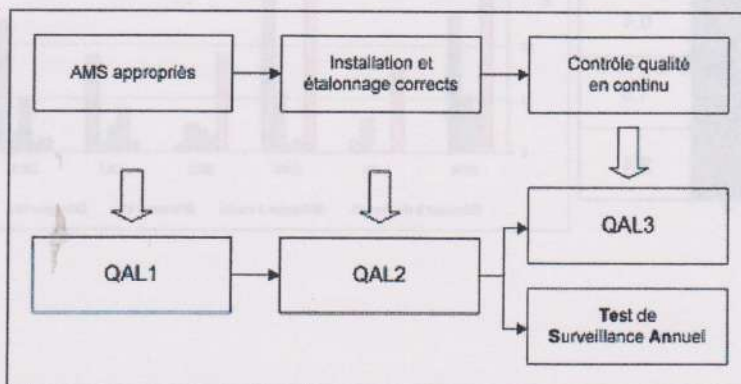 AMS appropriés
Installation et
étalonnage corrects
Contrôle qualité
en continu
QAL1
QAL2
QAL3
Test de
Surveillance Annuel